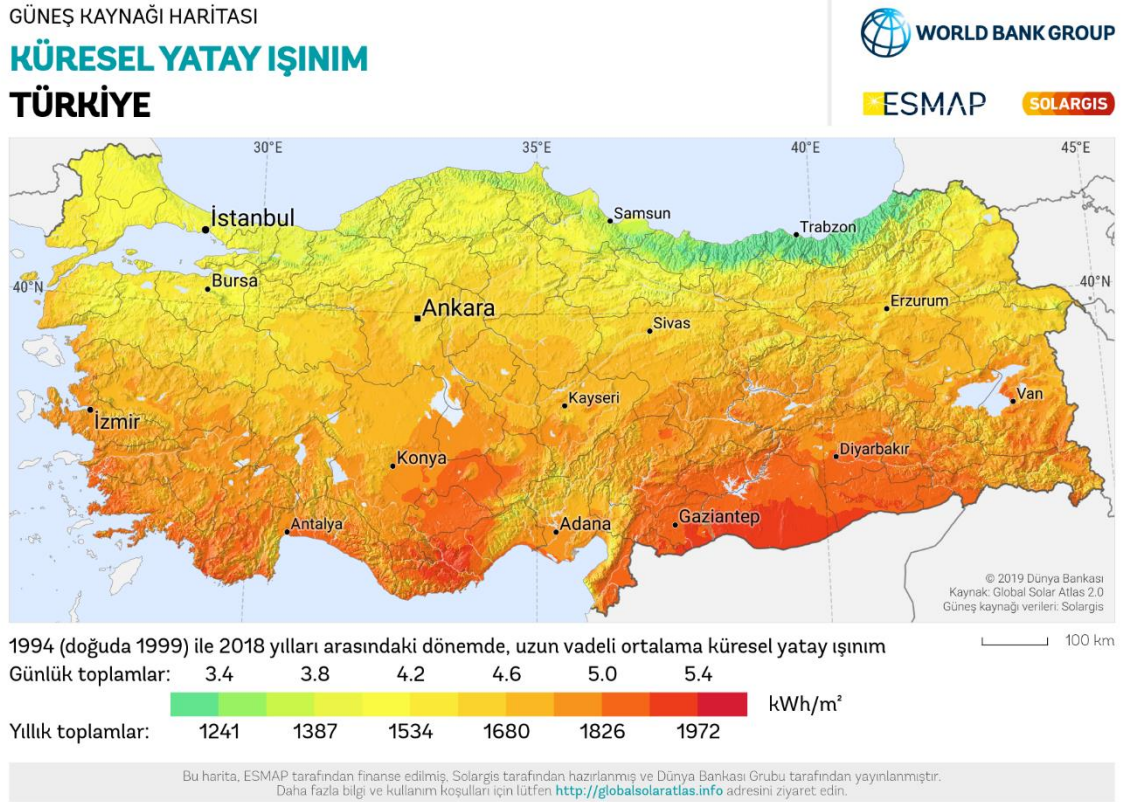 GÜNEŞ KAYNAĞI HARİTASI
KÜRESEL YATAY IŞINIM
TÜRKİYE
WORLD BANK GROUP
ESMAP
SOLARGIS
30°E
35°E
40°E
45°E
İstanbul
Samsun
Trabzon
40°N
Bursa
40°N
Ankara
Erzurum
Sivas
Kayseri
Van
İzmir
Konya
Diyarbakır
Antalya
Adana
Gaziantep
© 2019 Dünya Bankası
Kaynak: Global Solar Atlas 2.0
Güneş kaynağı verileri: Solargis
100 km
1994 (doğuda 1999) ile 2018 yılları arasındaki dönemde, uzun vadeli ortalama küresel yatay ışınım
Günlük toplamlar: 3.4 3.8 4.2 4.6 5.0 5.4
kWh/m²
Yıllık toplamlar: 1241 1387 1534 1680 1826 1972
Bu harita, ESMAP tarafından finanse edilmiş, Solargis tarafından hazırlanmış ve Dünya Bankası Grubu tarafından yayınlanmıştır.
Daha fazla bilgi ve kullanım koşulları için lütfen http://globalsolaratlas.info adresini ziyaret edin.